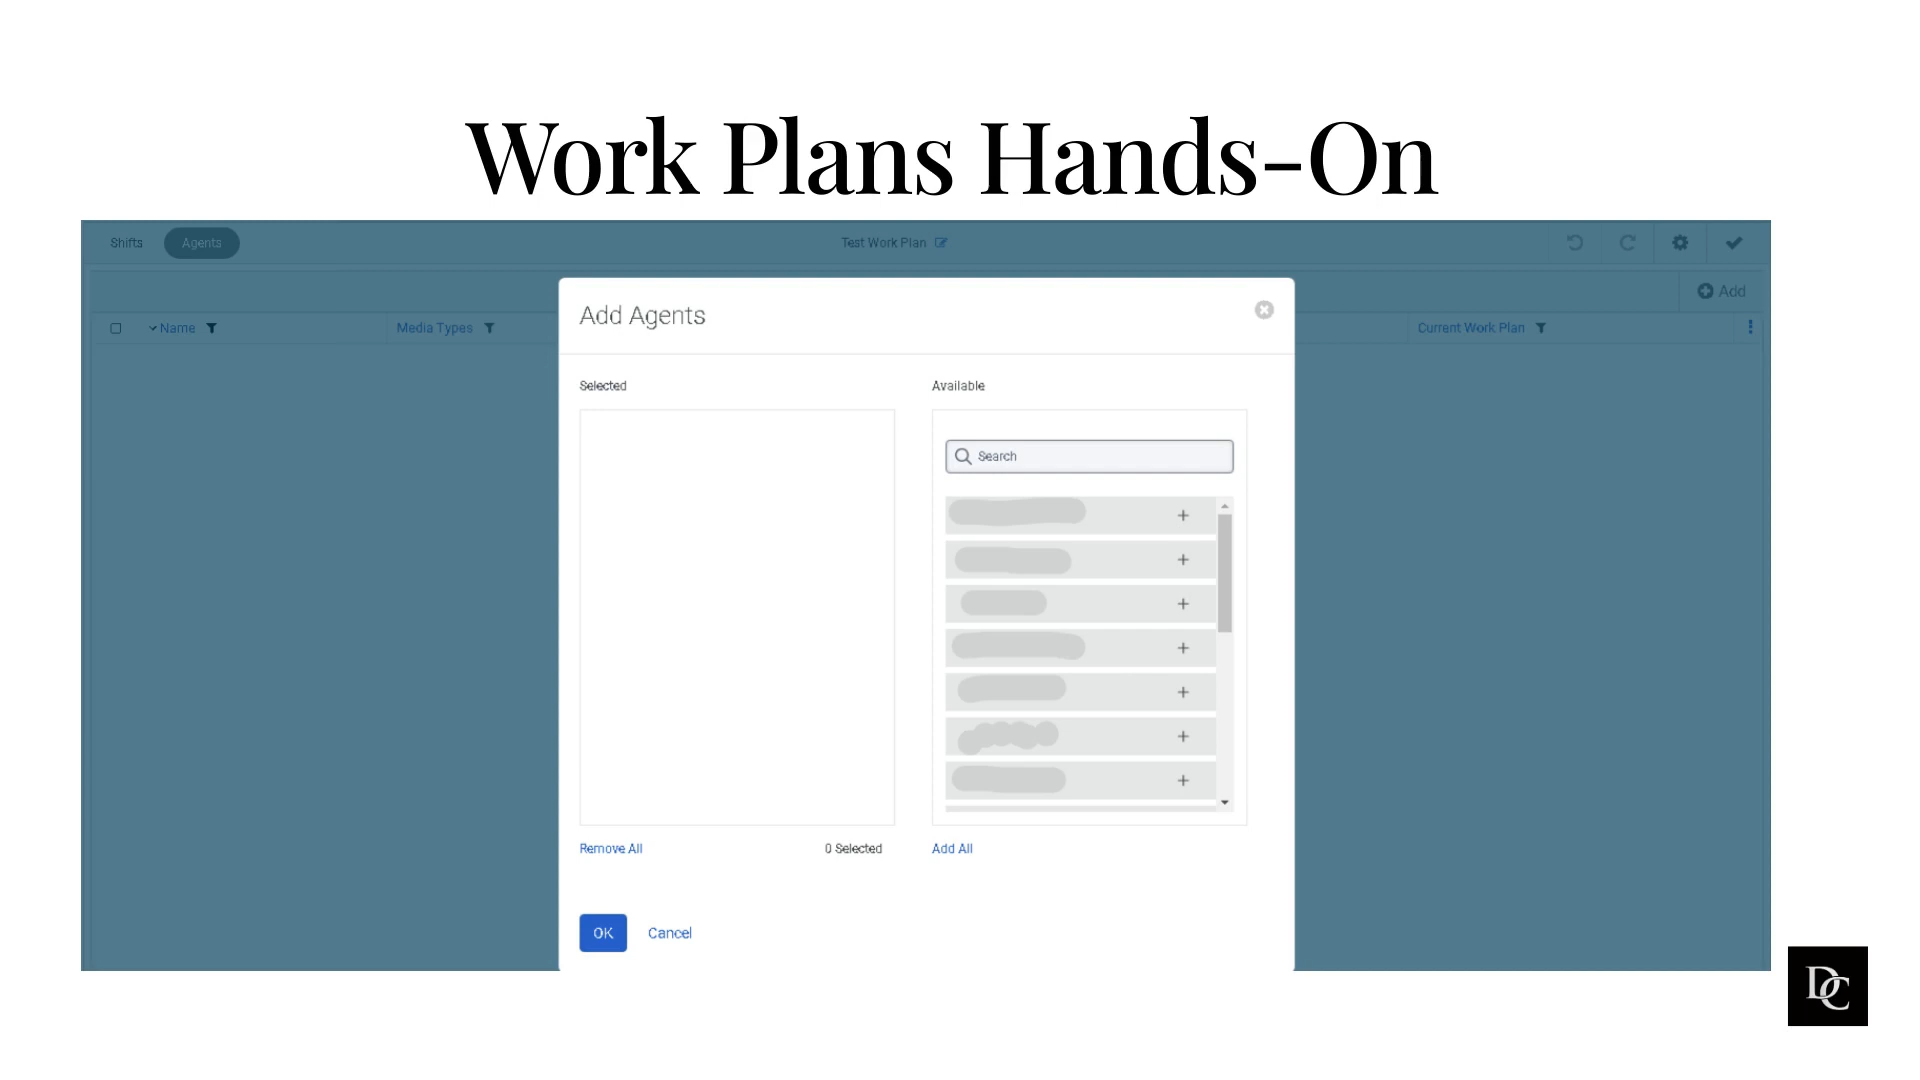 Work Plans Hands-On
Shifts Agents Test Work Plan
Add
Name Media Types Current Work Plan
Add Agents
Selected Available
Search
Remove All 0 Selected Add All
OK Cancel
DC